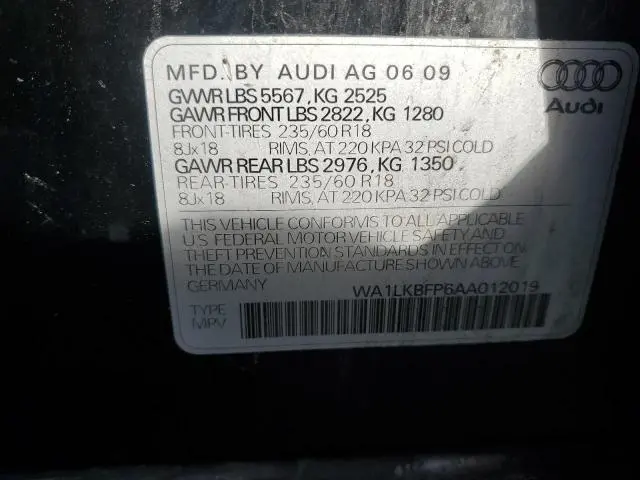 MFD. BY AUDI AG 06 09
GVWR LBS 5567, KG 2525
GAWR FRONT LBS 2822, KG 1280
FRONT-TIRES 235/60 R18
8Jx18 RIMS, AT 220 KPA 32 PSI COLD
GAWR REAR LBS 2976, KG 1350
REAR-TIRES 235/60 R18
8Jx18 RIMS, AT 220 KPA 32 PSI COLD
THIS VEHICLE CONFORMS TO ALL APPLICABLE
U.S FEDERAL MOTOR VEHICLE SAFETY AND
THEFT PREVENTION STANDARDS IN EFFECT ON
THE DATE OF MANUFACTURE SHOWN ABOVE.
GERMANY WA1LKBFP6AA012019
TYPE
MPV
Audi